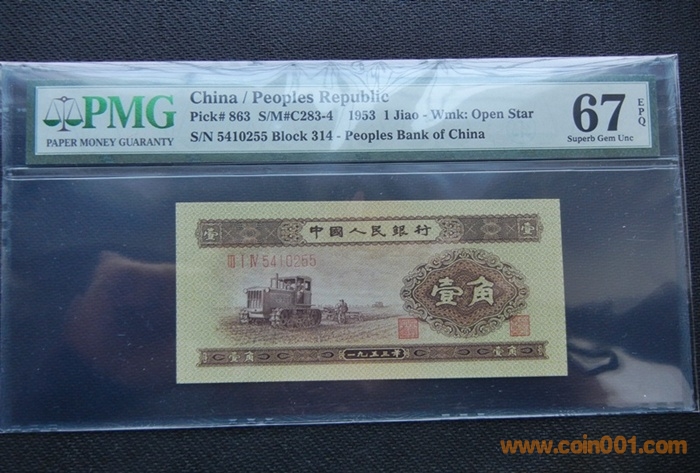 PMG
PAPER MONEY GUARANTY
China / Peoples Republic
Pick# 863 S/M#C283-4 1953 1 Jiao - Wmk: Open Star
S/N 5410255 Block 314 - Peoples Bank of China
67
EPQ
Superb Gem Unc
壹 中國人民銀行 壹
III I IV 5410255
壹角
壹角 一九五三年 壹角
www.coin001.com